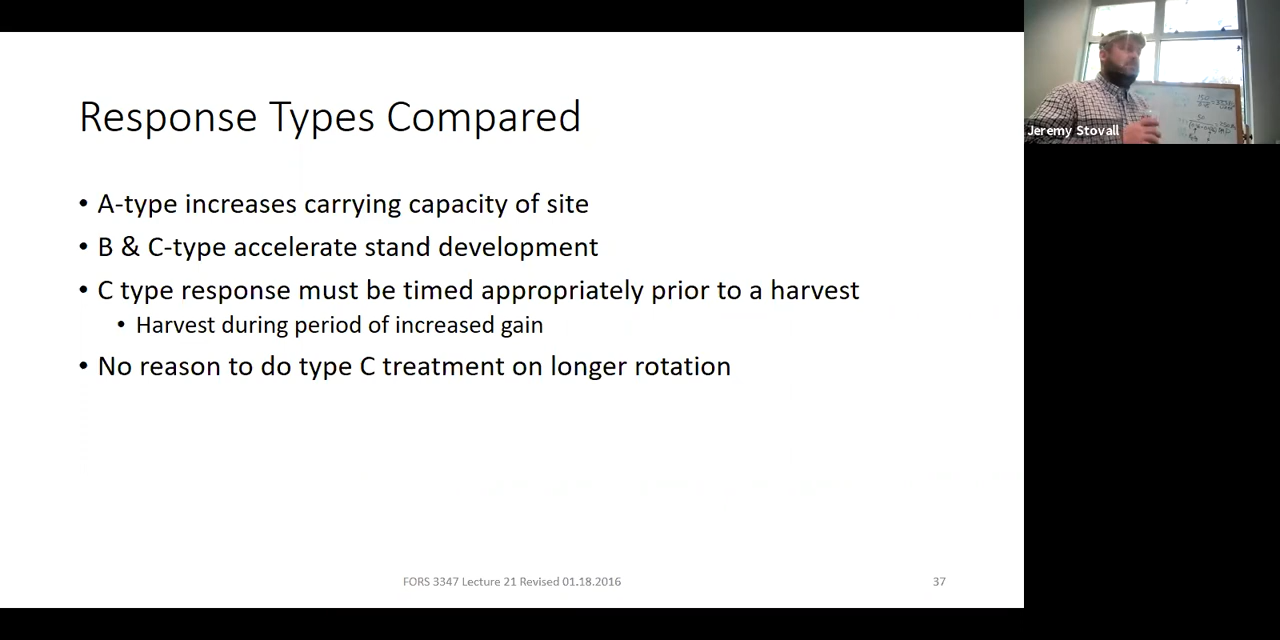 Response Types Compared
• A-type increases carrying capacity of site
• B & C-type accelerate stand development
• C type response must be timed appropriately prior to a harvest
• Harvest during period of increased gain
• No reason to do type C treatment on longer rotation
FORS 3347 Lecture 21 Revised 01.18.2016
37
Jeremy Stovall